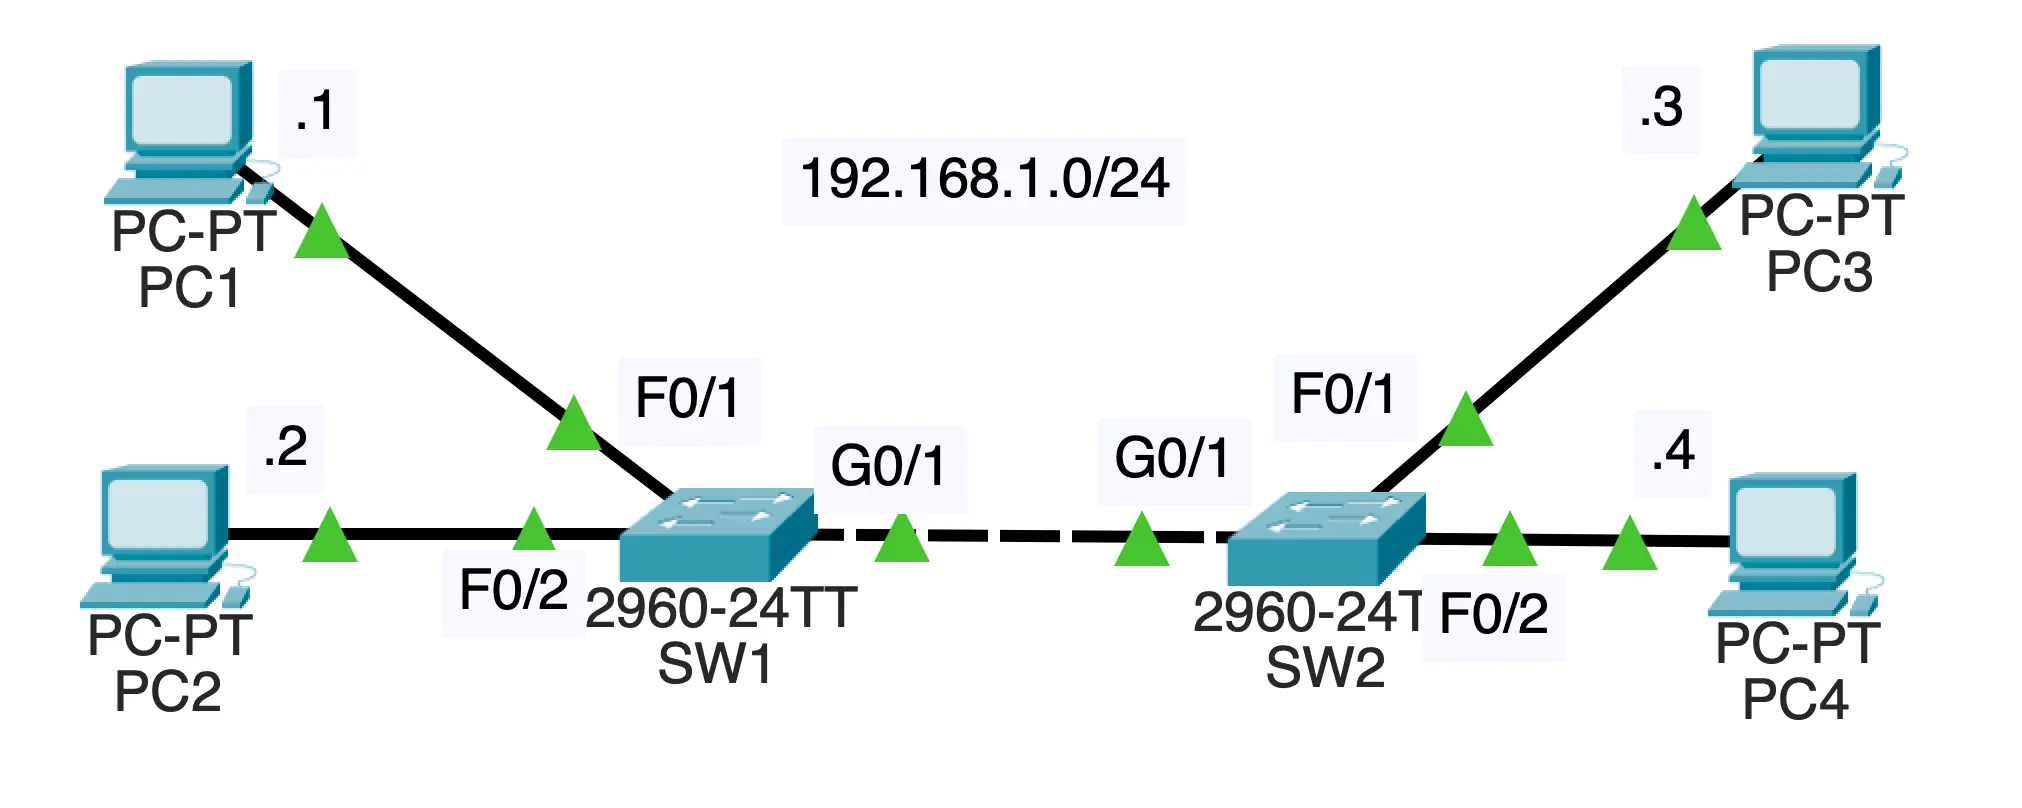 .1
PC-PT
PC1
192.168.1.0/24
.3
PC-PT
PC3
F0/1
G0/1
G0/1
F0/1
.2
PC-PT
PC2
F0/2
2960-24TT
SW1
2960-24T
SW2
F0/2
.4
PC-PT
PC4